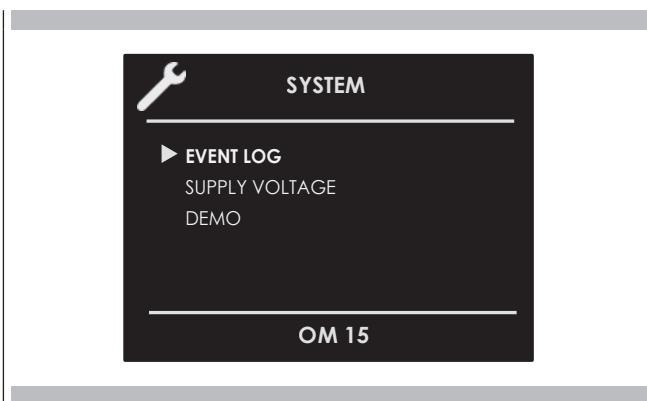 SYSTEM
EVENT LOG
SUPPLY VOLTAGE
DEMO
OM 15